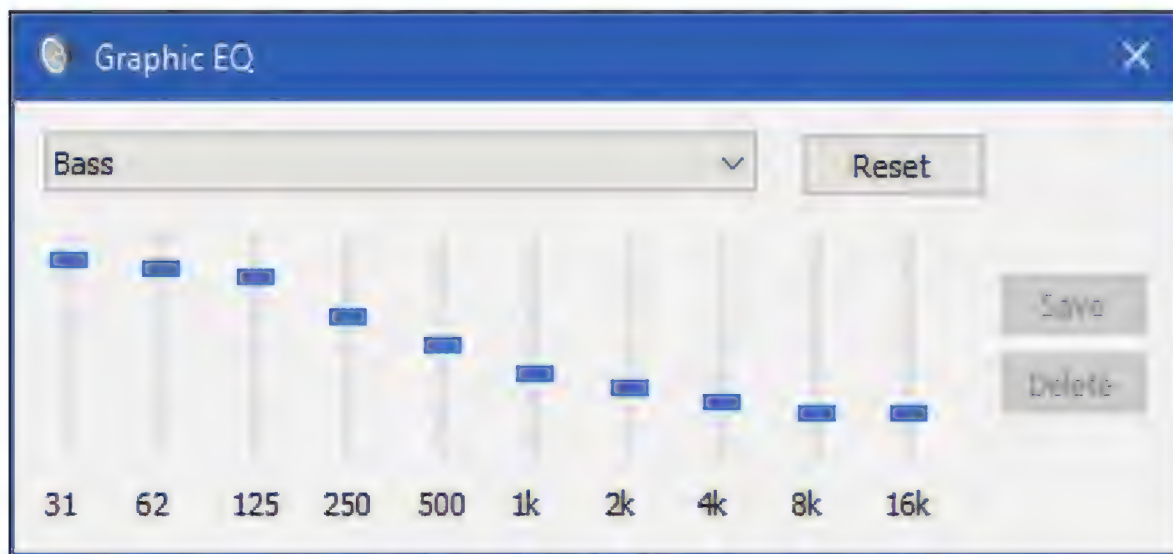 Graphic EQ
Bass
Reset
Save
Delete
31 62 125 250 500 1k 2k 4k 8k 16k